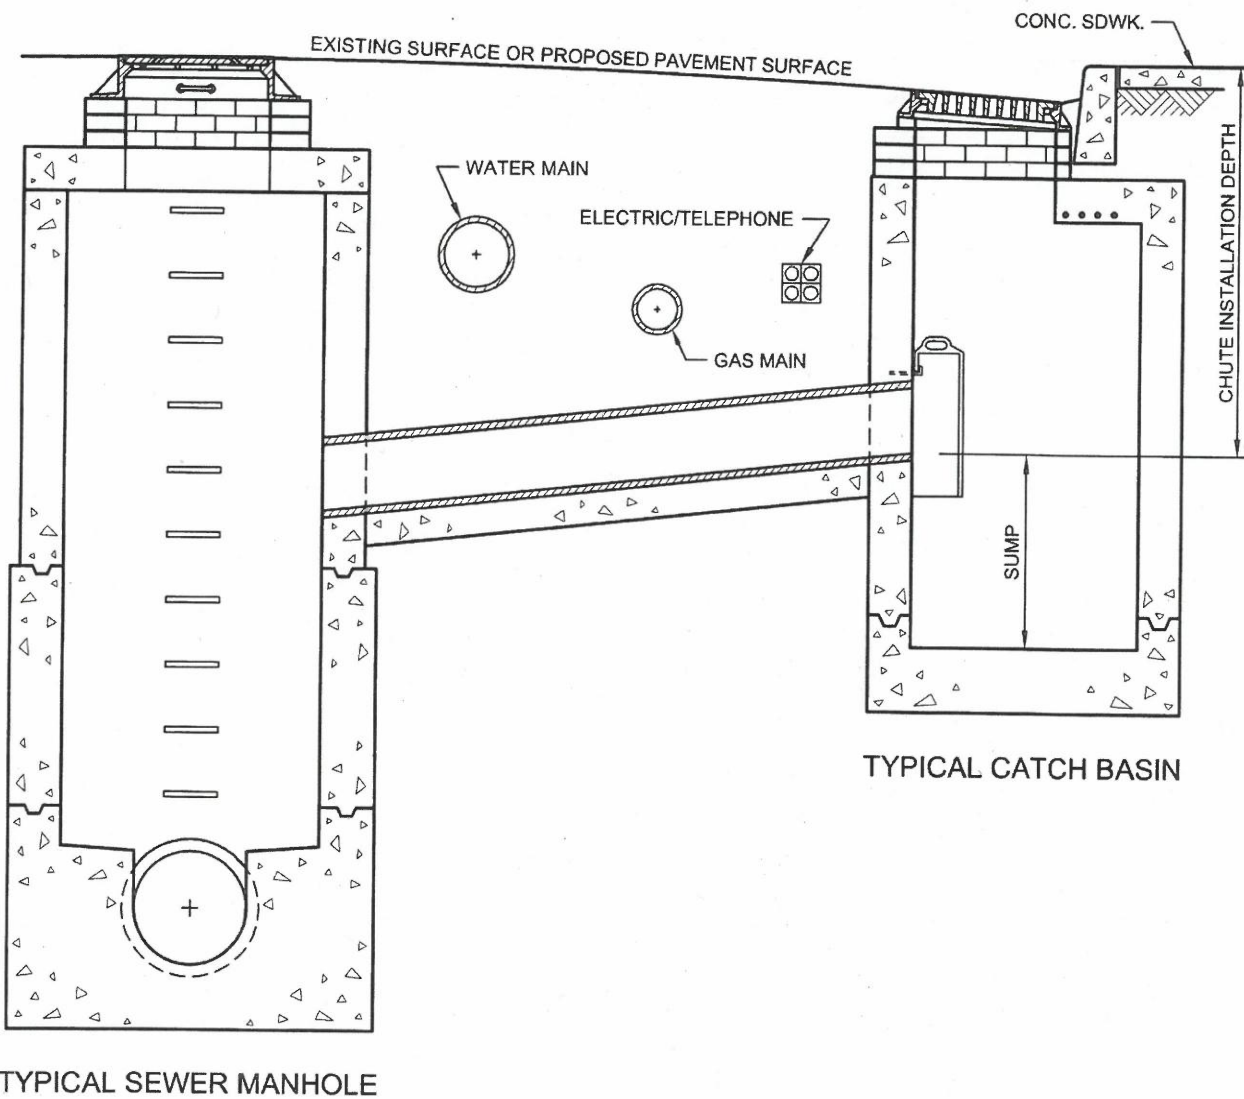 CONC. SDWK.
EXISTING SURFACE OR PROPOSED PAVEMENT SURFACE
WATER MAIN
ELECTRIC/TELEPHONE
GAS MAIN
CHUTE INSTALLATION DEPTH
SUMP
TYPICAL CATCH BASIN
TYPICAL SEWER MANHOLE